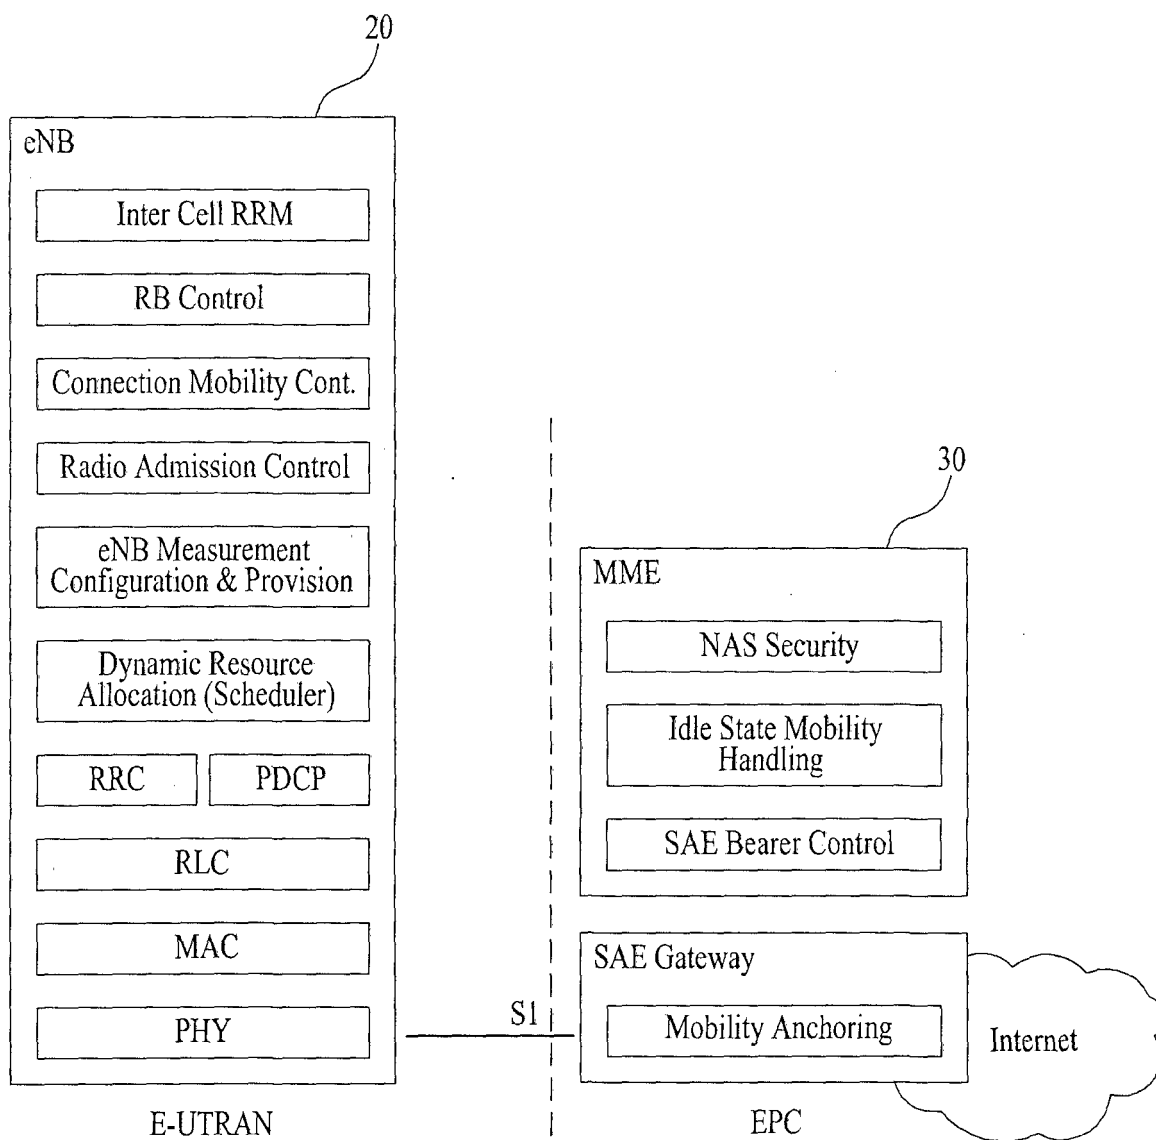 20
eNB
Inter Cell RRM
RB Control
Connection Mobility Cont.
Radio Admission Control
eNB Measurement
Configuration & Provision
Dynamic Resource
Allocation (Scheduler)
RRC
PDCP
RLC
MAC
PHY
E-UTRAN
S1
30
MME
NAS Security
Idle State Mobility
Handling
SAE Bearer Control
SAE Gateway
Mobility Anchoring
Internet
EPC